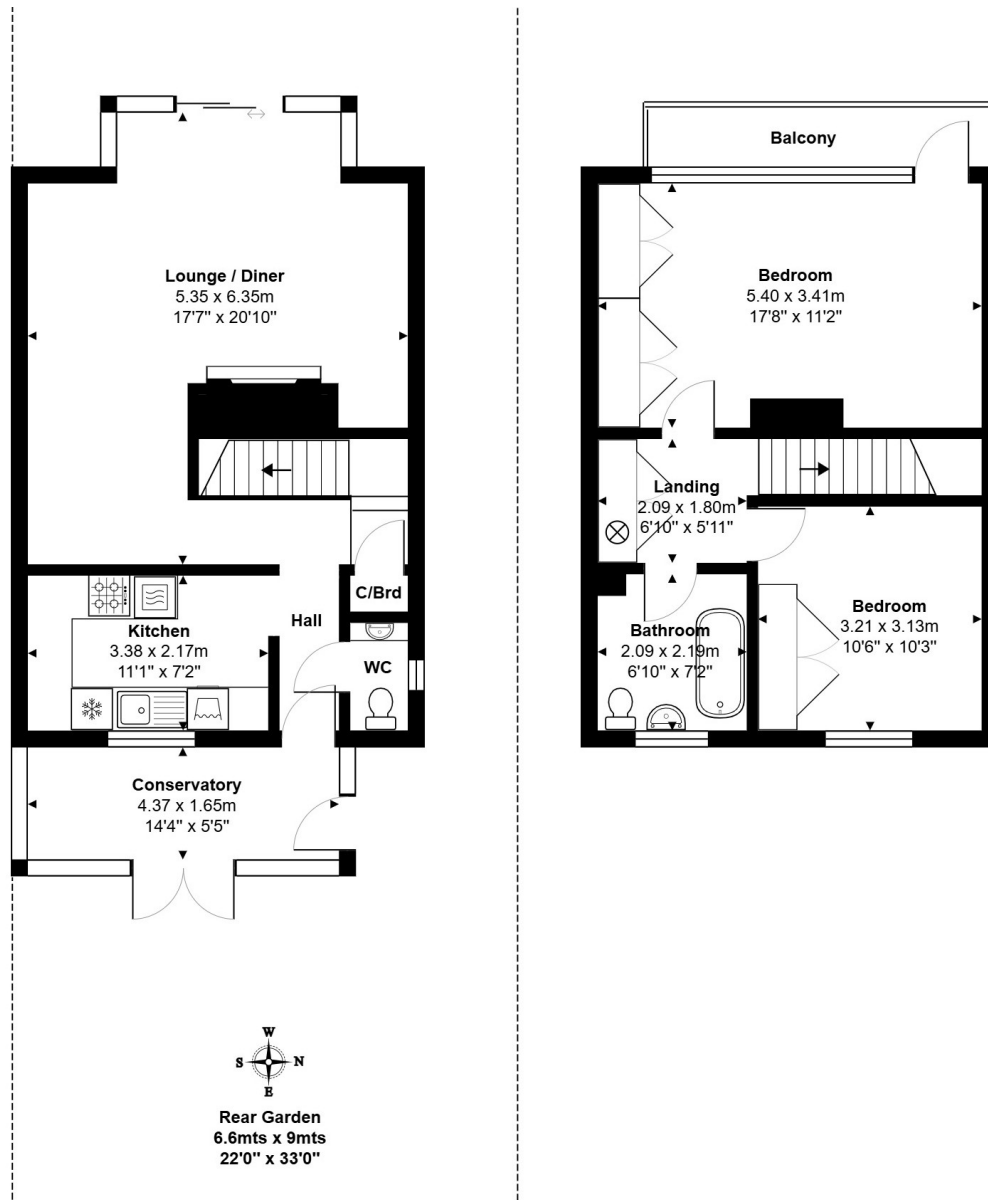 Lounge / Diner
5.35 x 6.35m
17'7" x 20'10"
C/Brd
Hall
Kitchen
3.38 x 2.17m
11'1" x 7'2"
WC
Conservatory
4.37 x 1.65m
14'4" x 5'5"
W
S
N
E
Rear Garden
6.6mts x 9mts
22'0" x 33'0"
Balcony
Bedroom
5.40 x 3.41m
17'8" x 11'2"
Landing
2.09 x 1.80m
6'10" x 5'11"
Bedroom
3.21 x 3.13m
10'6" x 10'3"
Bathroom
2.09 x 2.19m
6'10" x 7'2"